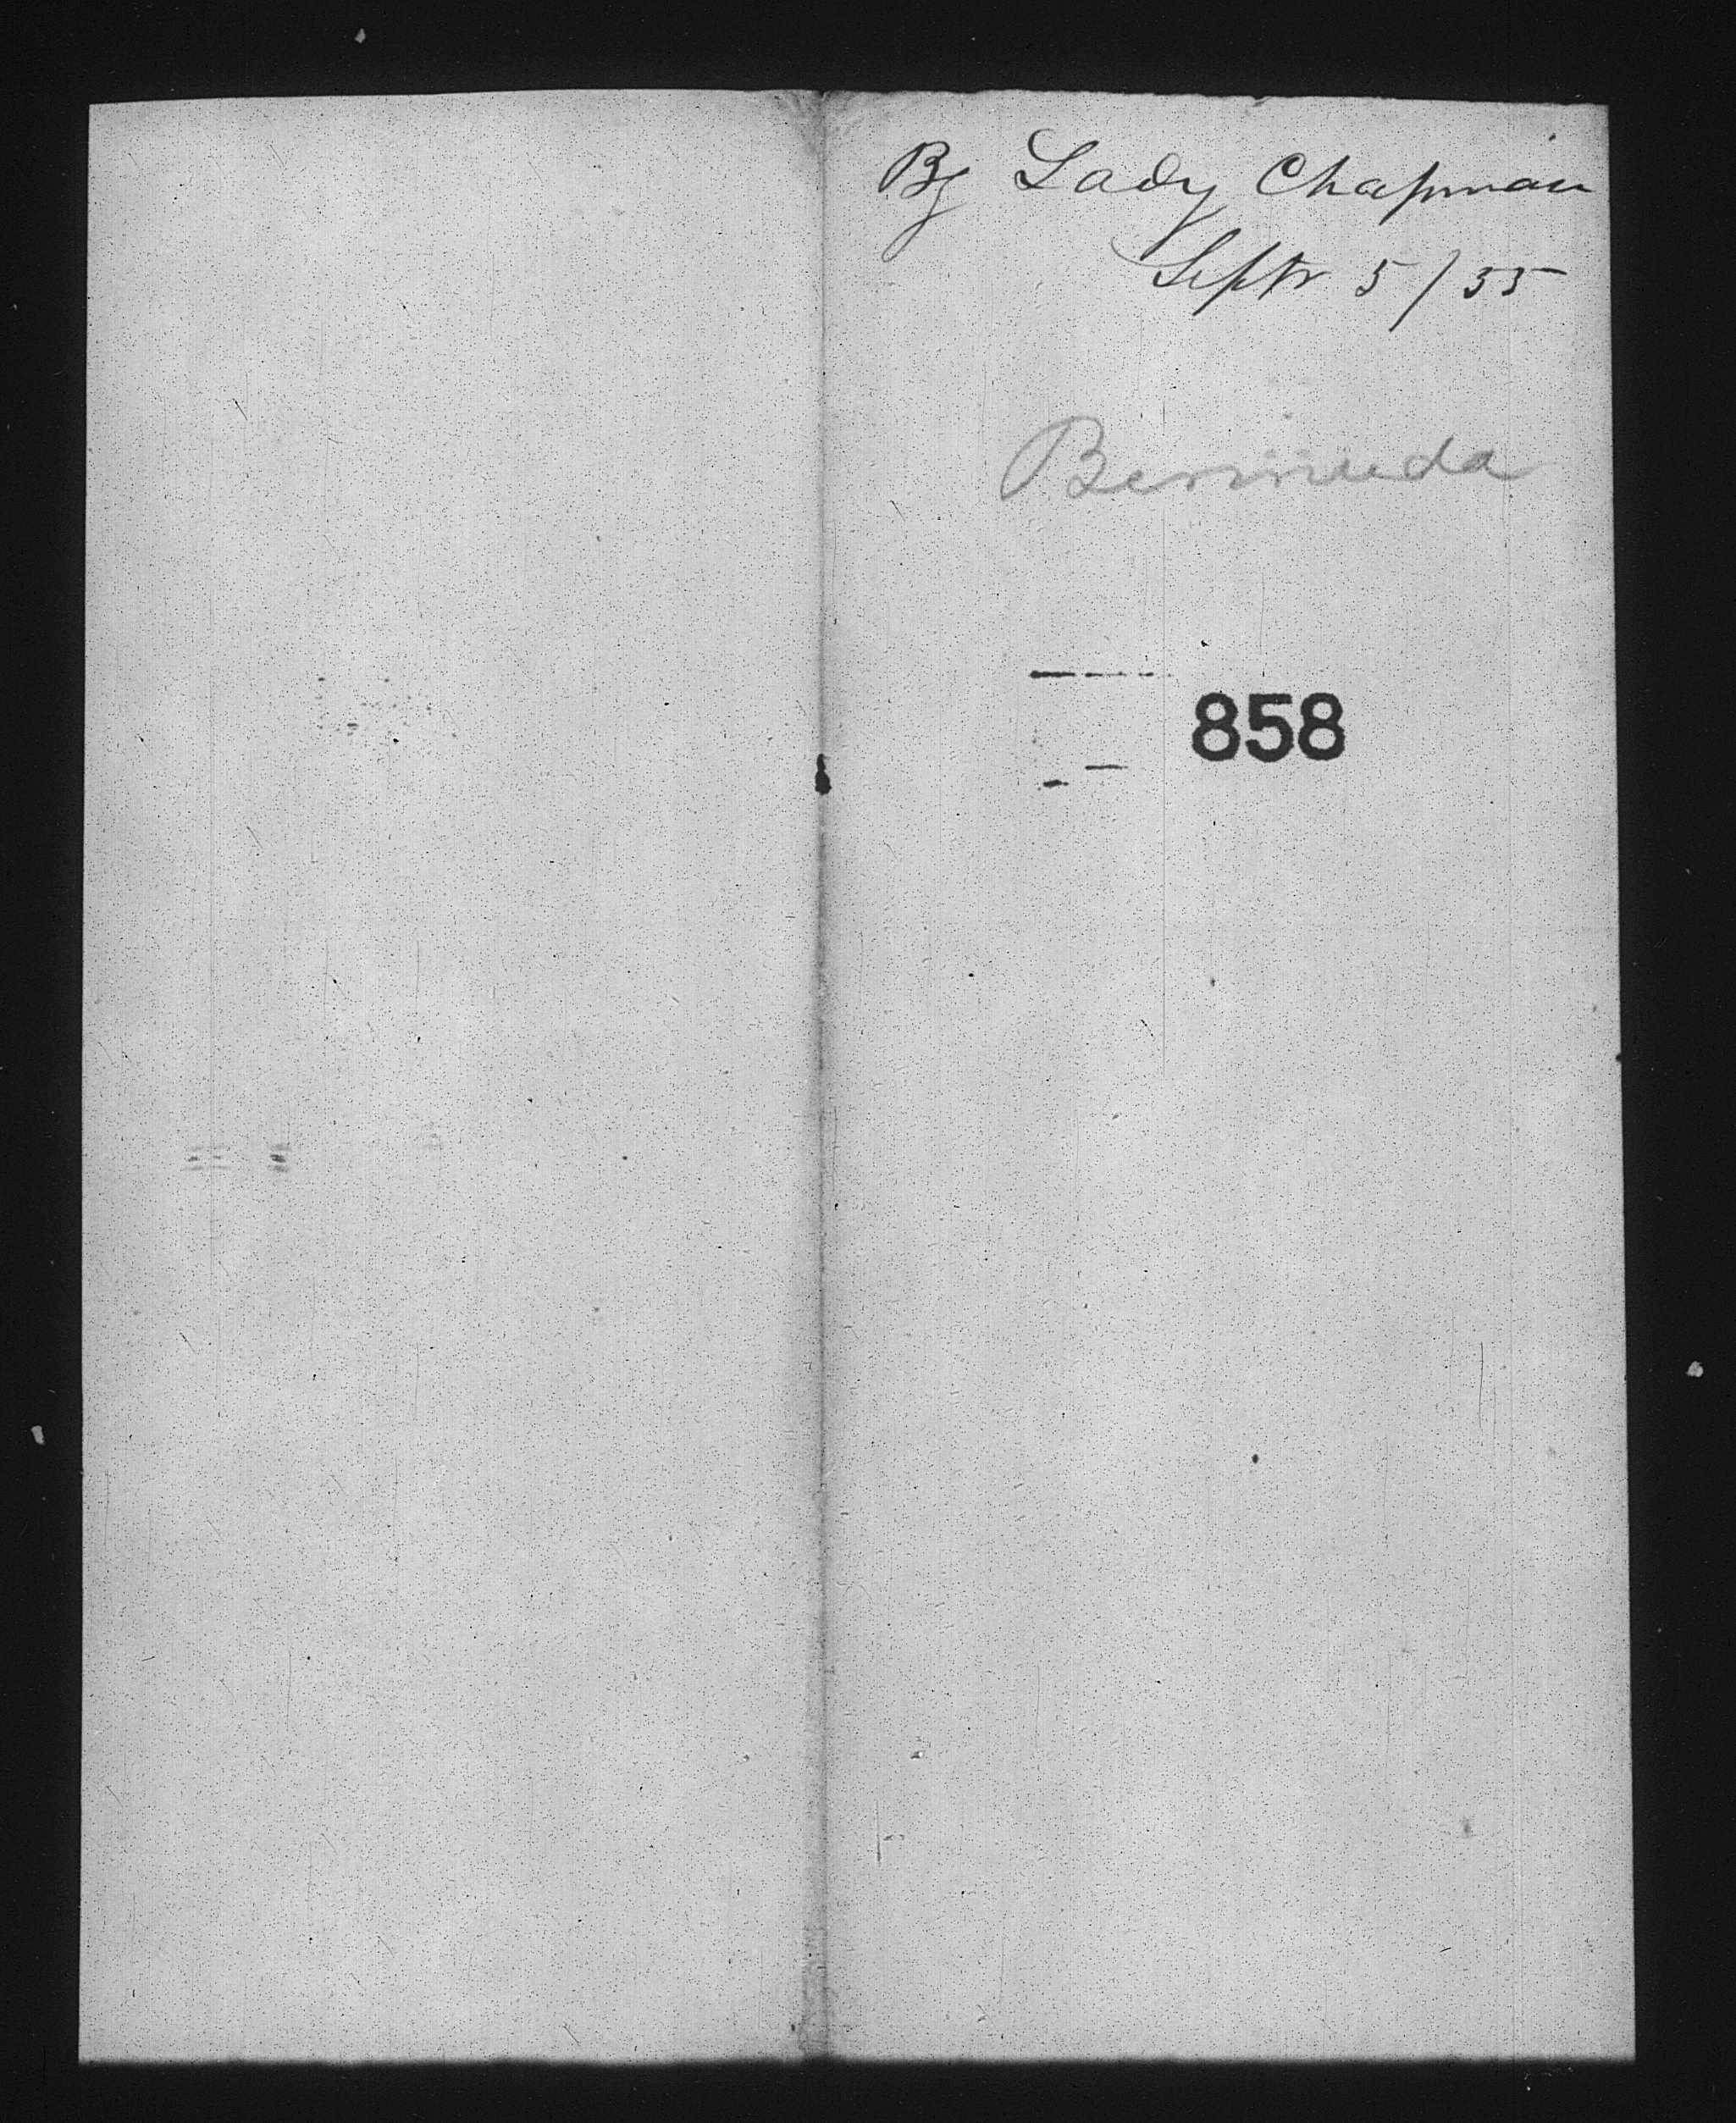 By Lady Chapman
Septr 5/35
Bermuda
858